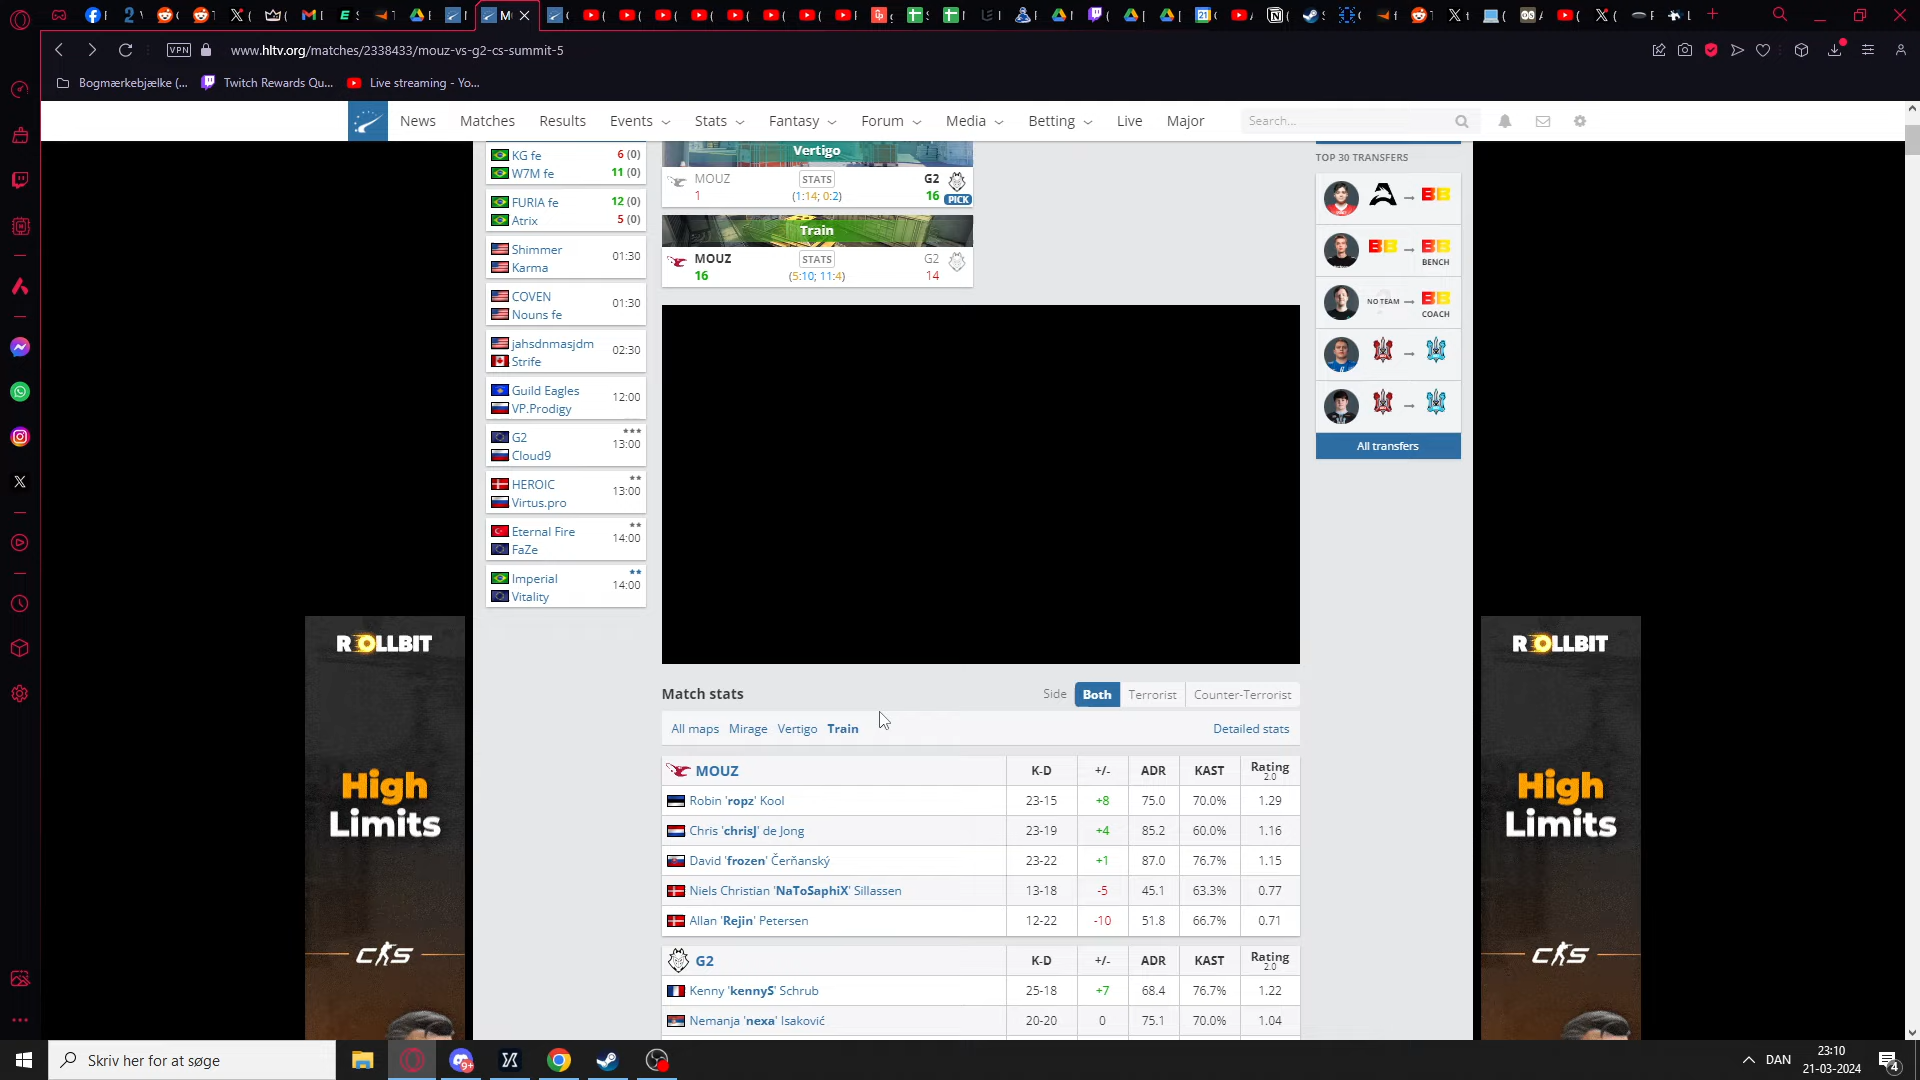 www.hltv.org/matches/2338433/mouz-vs-g2-cs-summit-5
VPN
Bogmærkebjælke (...
Twitch Rewards Qu...
Live streaming - Yo...
News Matches Results Events Stats Fantasy Forum Media Betting Live Major Search...
KG fe 6 (0)
W7M fe 11 (0)
FURIA fe 12 (0)
Atrix 5 (0)
Shimmer
Karma
01:30
COVEN
Nouns fe
01:30
jahsdnmasjdm
Strife
02:30
Guild Eagles
VP.Prodigy
12:00
G2
Cloud9
13:00
HEROIC
Virtus.pro
13:00
Eternal Fire
FaZe
14:00
Imperial
Vitality
14:00
Vertigo
MOUZ STATS G2
1 (1:14; 0:2) 16 PICK
Train
MOUZ STATS G2
16 (5:10; 11:4) 14
TOP 30 TRANSFERS
BB
BB BB
BENCH
NO TEAM BB
COACH
All transfers
Match stats
Side Both Terrorist Counter-Terrorist
All maps Mirage Vertigo Train Detailed stats
MOUZ K-D +/- ADR KAST Rating 2.0
Robin 'ropz' Kool 23-15 +8 75.0 70.0% 1.29
Chris 'chrisJ' de Jong 23-19 +4 85.2 60.0% 1.16
David 'frozen' Čerňanský 23-22 +1 87.0 76.7% 1.15
Niels Christian 'NaToSaphiX' Sillassen 13-18 -5 45.1 63.3% 0.77
Allan 'Rejin' Petersen 12-22 -10 51.8 66.7% 0.71
G2 K-D +/- ADR KAST Rating 2.0
Kenny 'kennyS' Schrub 25-18 +7 68.4 76.7% 1.22
Nemanja 'nexa' Isaković 20-20 0 75.1 70.0% 1.04
ROLLBIT
High
Limits
ROLLBIT
High
Limits
Skriv her for at søge
9+
DAN
23:10
21-03-2024
4